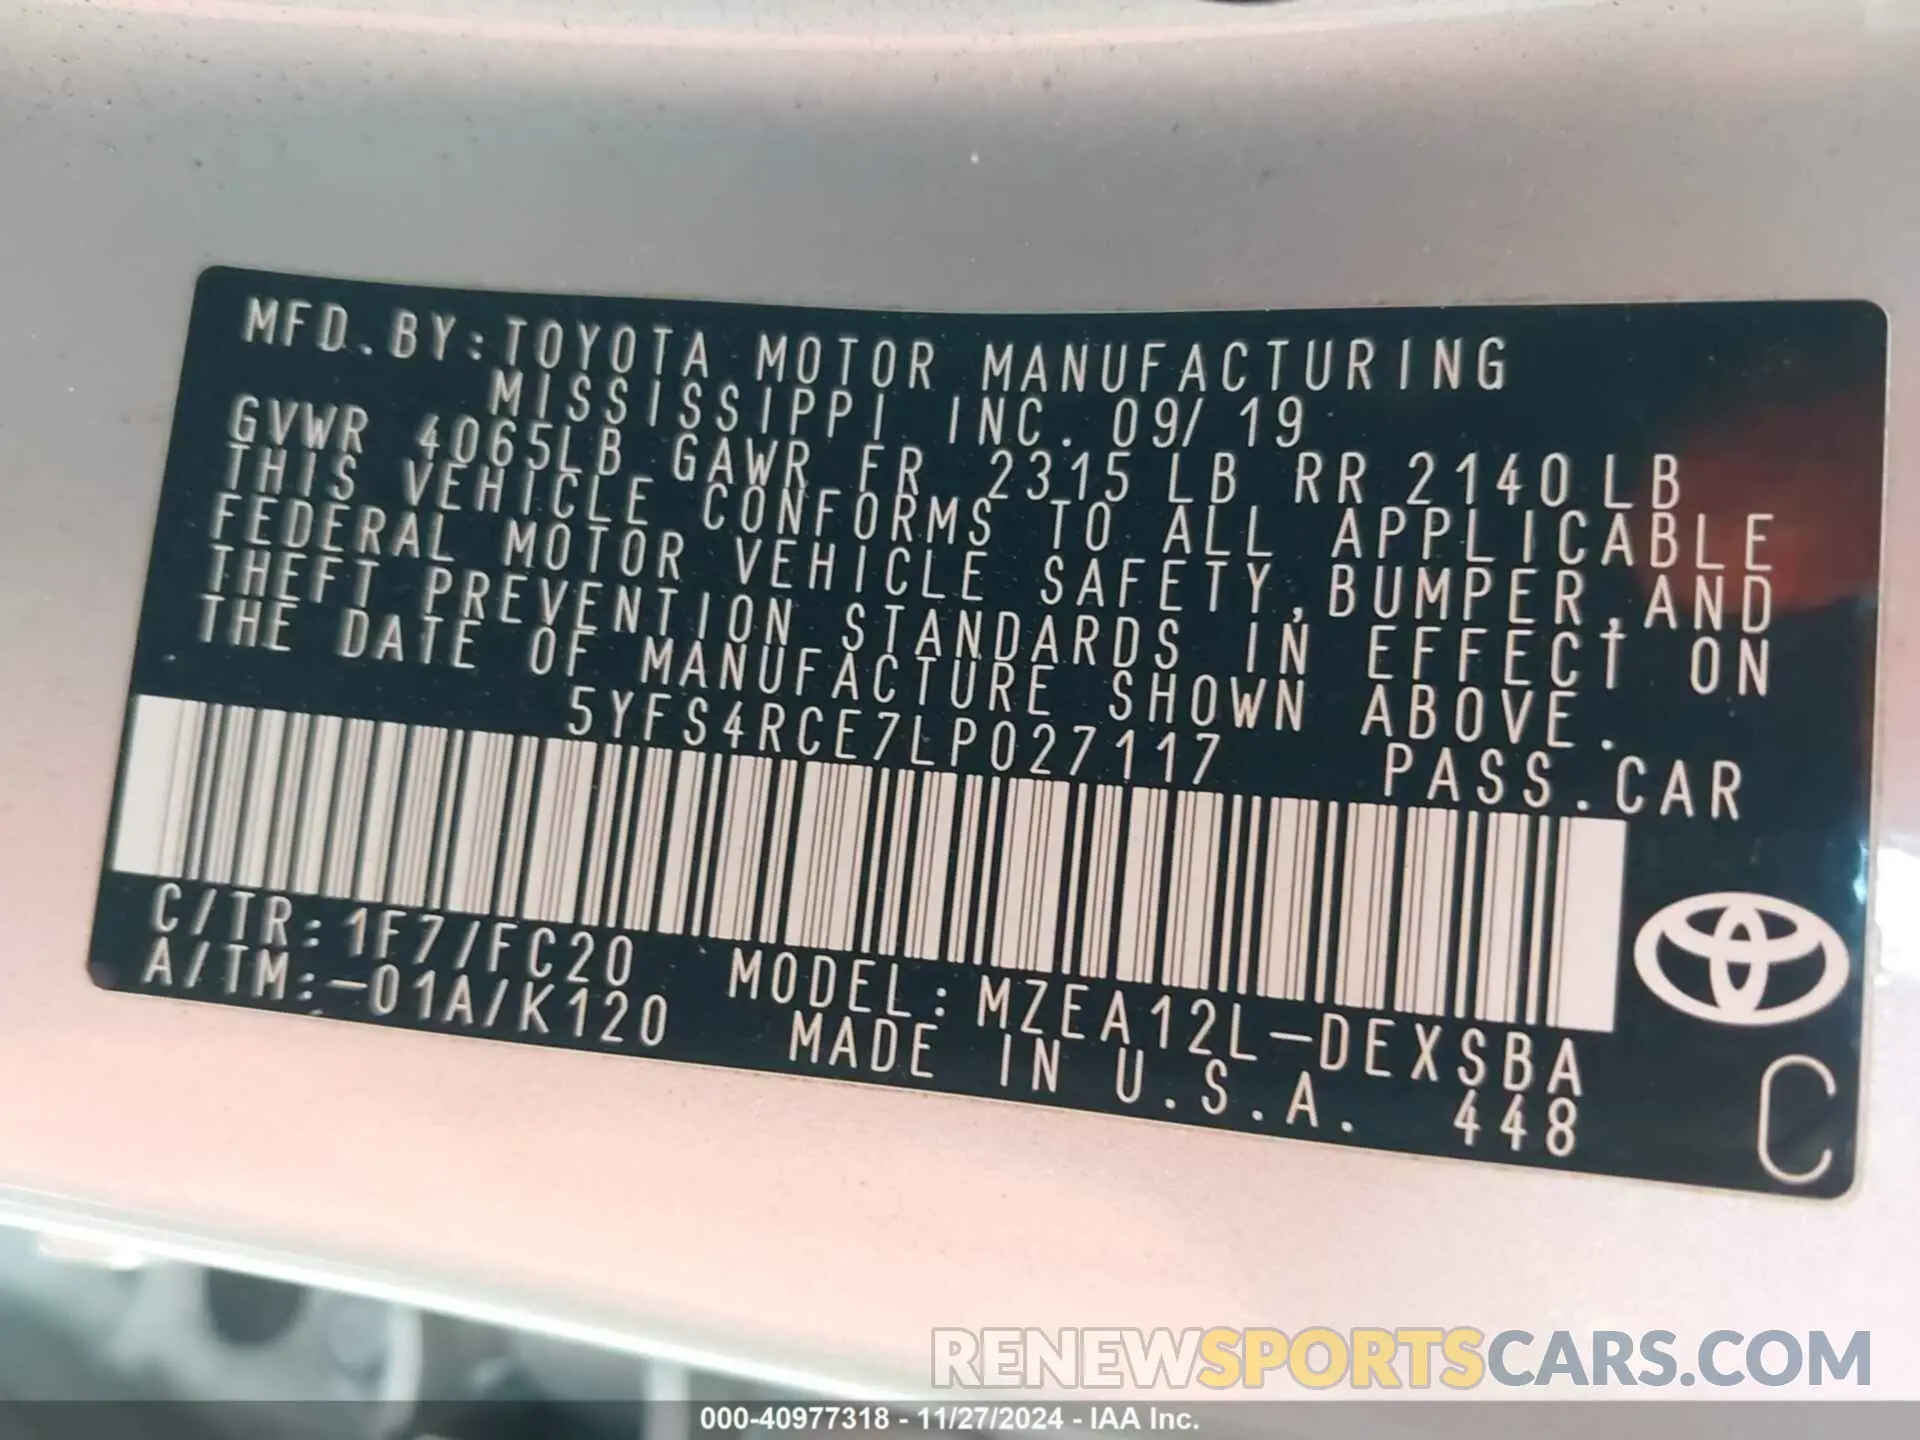 MFD.BY:TOYOTA MOTOR MANUFACTURING
MISSISSIPPI INC. 09/19
GVWR 4065LB GAWR FR 2315LB RR 2140LB
THIS VEHICLE CONFORMS TO ALL APPLICABLE
FEDERAL MOTOR VEHICLE SAFETY,BUMPER,AND
THEFT PREVENTION STANDARDS IN EFFECT ON
THE DATE OF MANUFACTURE SHOWN ABOVE.
5YFS4RCE7LP027117 PASS.CAR
C/TR:1F7/FC20 MODEL:MZEA12L-DEXSBA
A/TM:-01A/K120 MADE IN U.S.A. 448
C
RENEWSPORTSCARS.COM
000-40977318 - 11/27/2024 - IAA Inc.